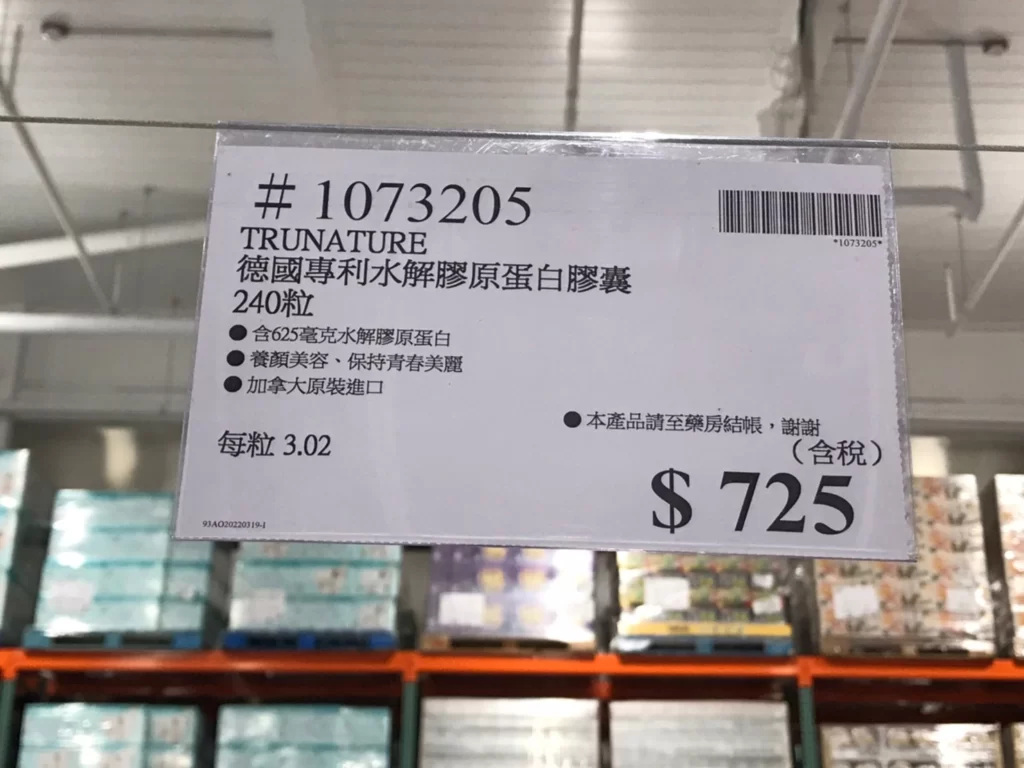 # 1073205
*1073205*
TRUNATURE
德國專利水解膠原蛋白膠囊
240粒
●含625毫克水解膠原蛋白
●養顏美容、保持青春美麗
●加拿大原裝進口
●本產品請至藥房結帳，謝謝
每粒 3.02
（含稅）
$ 725
93AO20220319-1